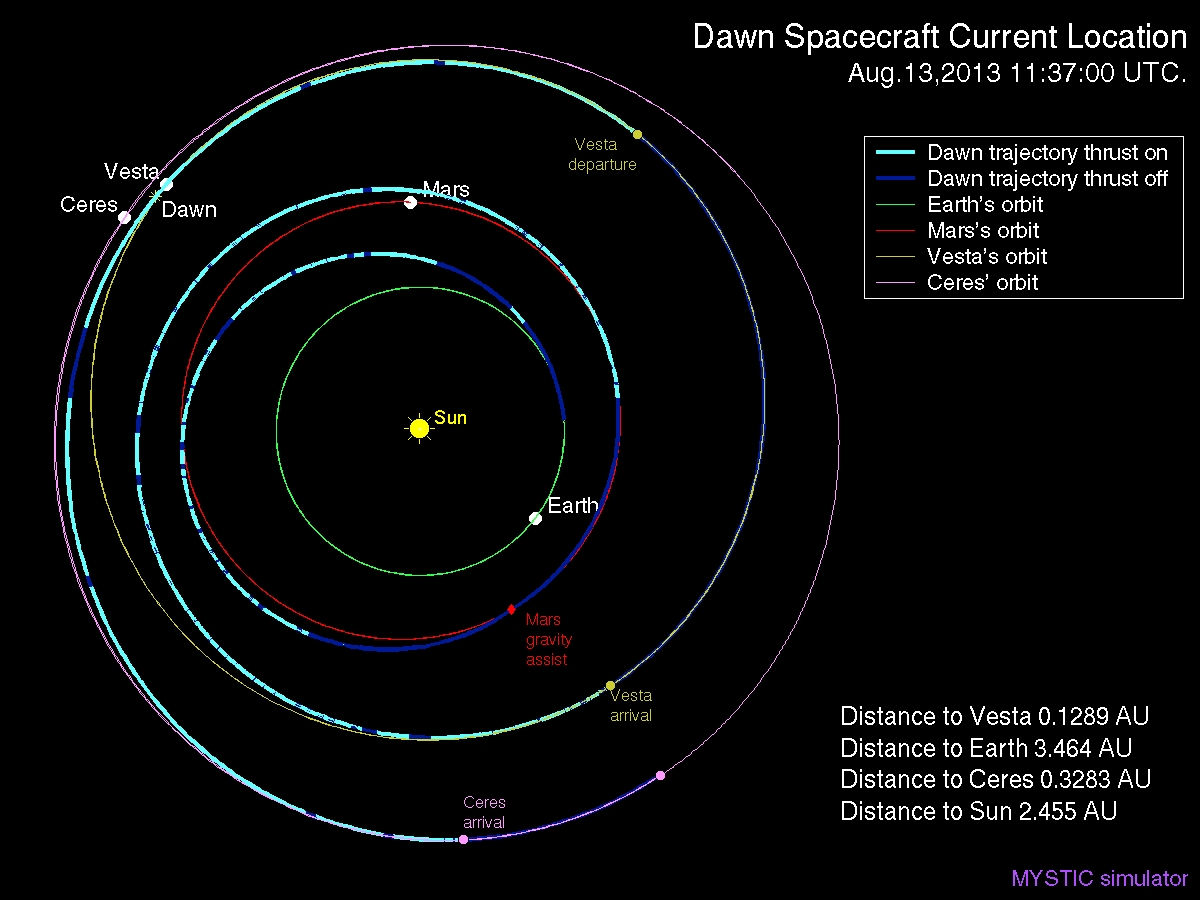 Dawn Spacecraft Current Location
Aug.13,2013 11:37:00 UTC.
Dawn trajectory thrust on
Dawn trajectory thrust off
Earth's orbit
Mars's orbit
Vesta's orbit
Ceres' orbit
Vesta
departure
Vesta
Ceres
Dawn
Mars
Sun
Earth
Mars
gravity
assist
Vesta
arrival
Ceres
arrival
Distance to Vesta 0.1289 AU
Distance to Earth 3.464 AU
Distance to Ceres 0.3283 AU
Distance to Sun 2.455 AU
MYSTIC simulator